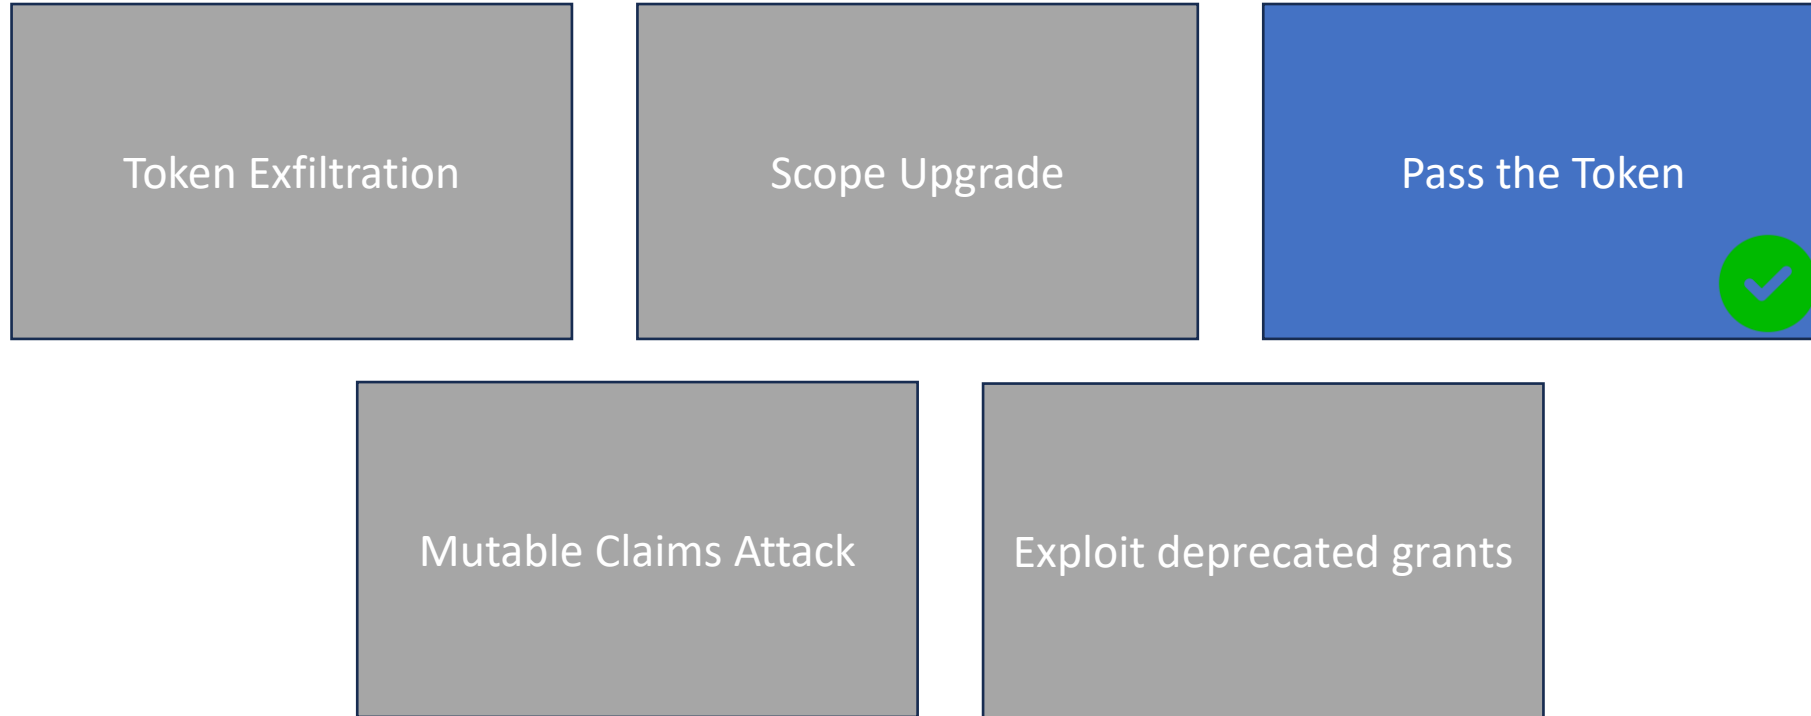 Token Exfiltration
Scope Upgrade
Pass the Token
Mutable Claims Attack
Exploit deprecated grants